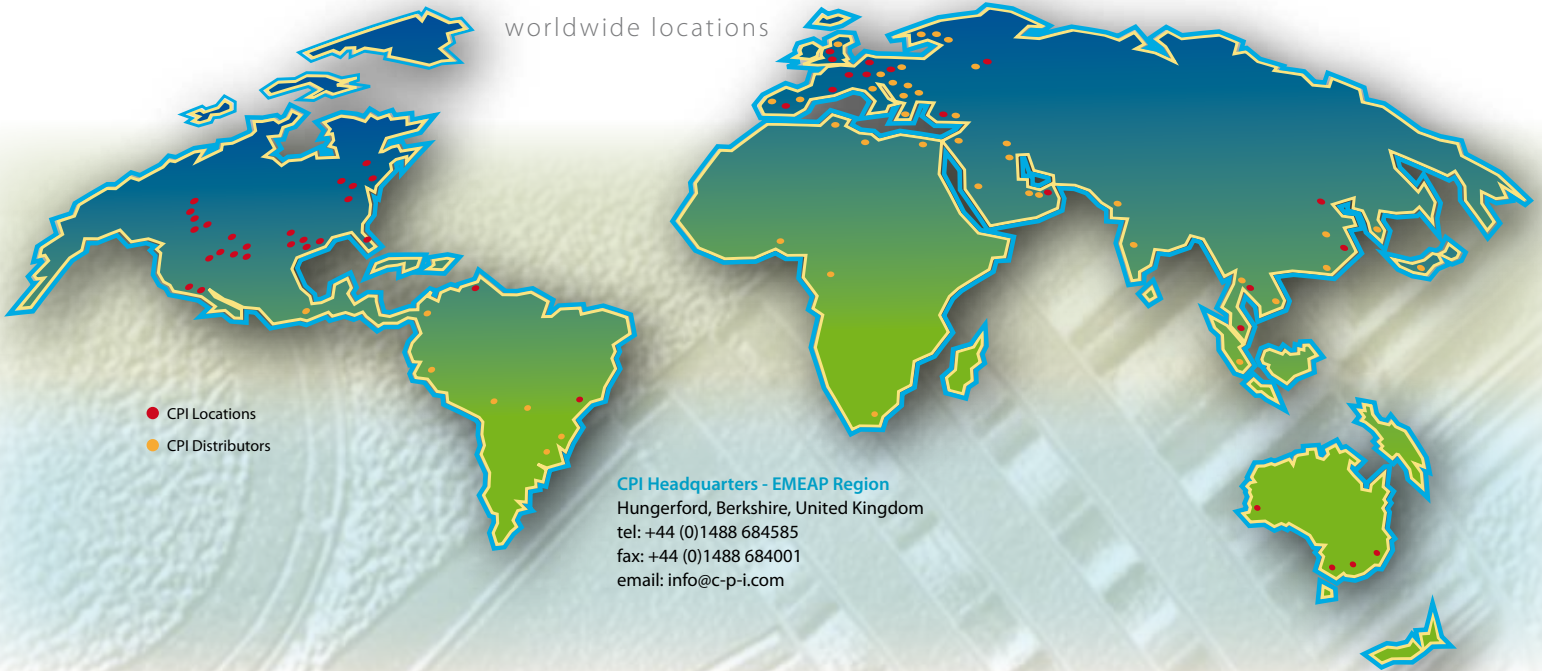 worldwide locations
CPI Locations
CPI Distributors
CPI Headquarters - EMEAP Region
Hungerford, Berkshire, United Kingdom
tel: +44 (0)1488 684585
fax: +44 (0)1488 684001
email: info@c-p-i.com